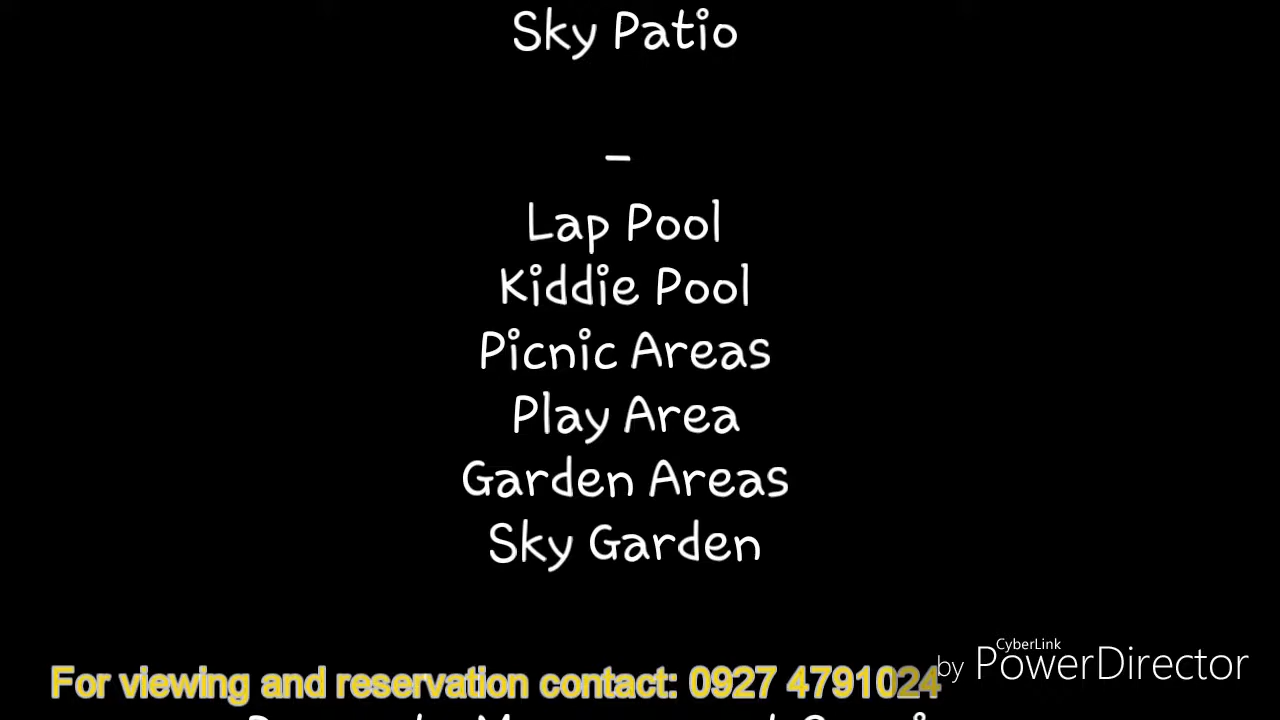 Sky Patio
–
Lap Pool
Kiddie Pool
Picnic Areas
Play Area
Garden Areas
Sky Garden
For viewing and reservation contact: 0927 4791024
CyberLink
by PowerDirector